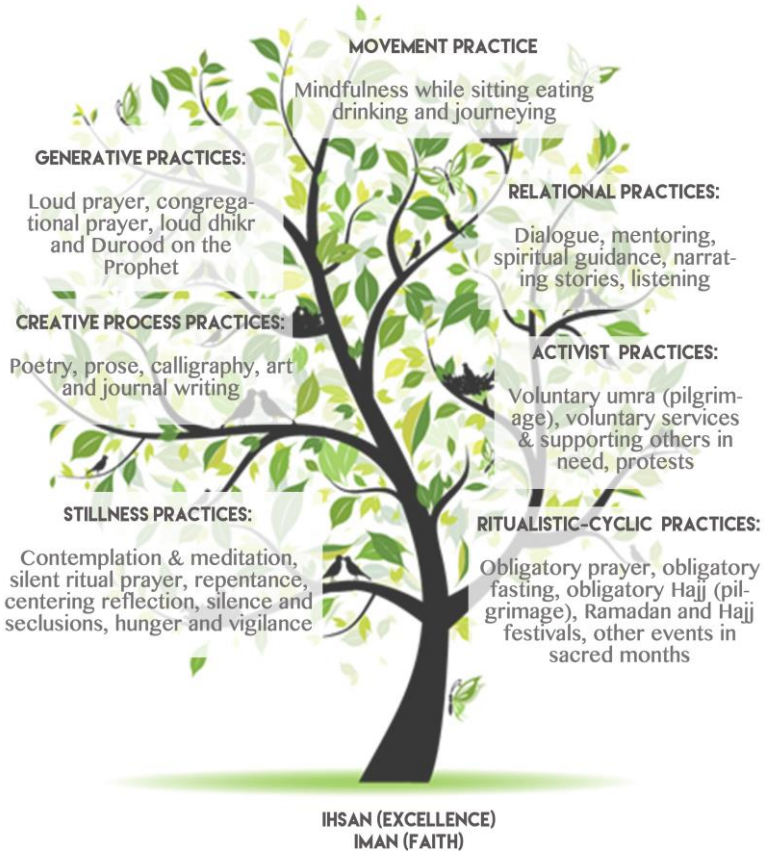 MOVEMENT PRACTICE
Mindfulness while sitting eating
drinking and journeying
GENERATIVE PRACTICES:
Loud prayer, congrega-
tional prayer, loud dhikr
and Durood on the
Prophet
RELATIONAL PRACTICES:
Dialogue, mentoring,
spiritual guidance, narrat-
ing stories, listening
CREATIVE PROCESS PRACTICES:
Poetry, prose, calligraphy, art
and journal writing
ACTIVIST PRACTICES:
Voluntary umra (pilgrim-
age), voluntary services
& supporting others in
need, protests
STILLNESS PRACTICES:
Contemplation & meditation,
silent ritual prayer, repentance,
centering reflection, silence and
seclusions, hunger and vigilance
RITUALISTIC-CYCLIC PRACTICES:
Obligatory prayer, obligatory
fasting, obligatory Hajj (pil-
grimage), Ramadan and Hajj
festivals, other events in
sacred months
IHSAN (EXCELLENCE)
IMAN (FAITH)